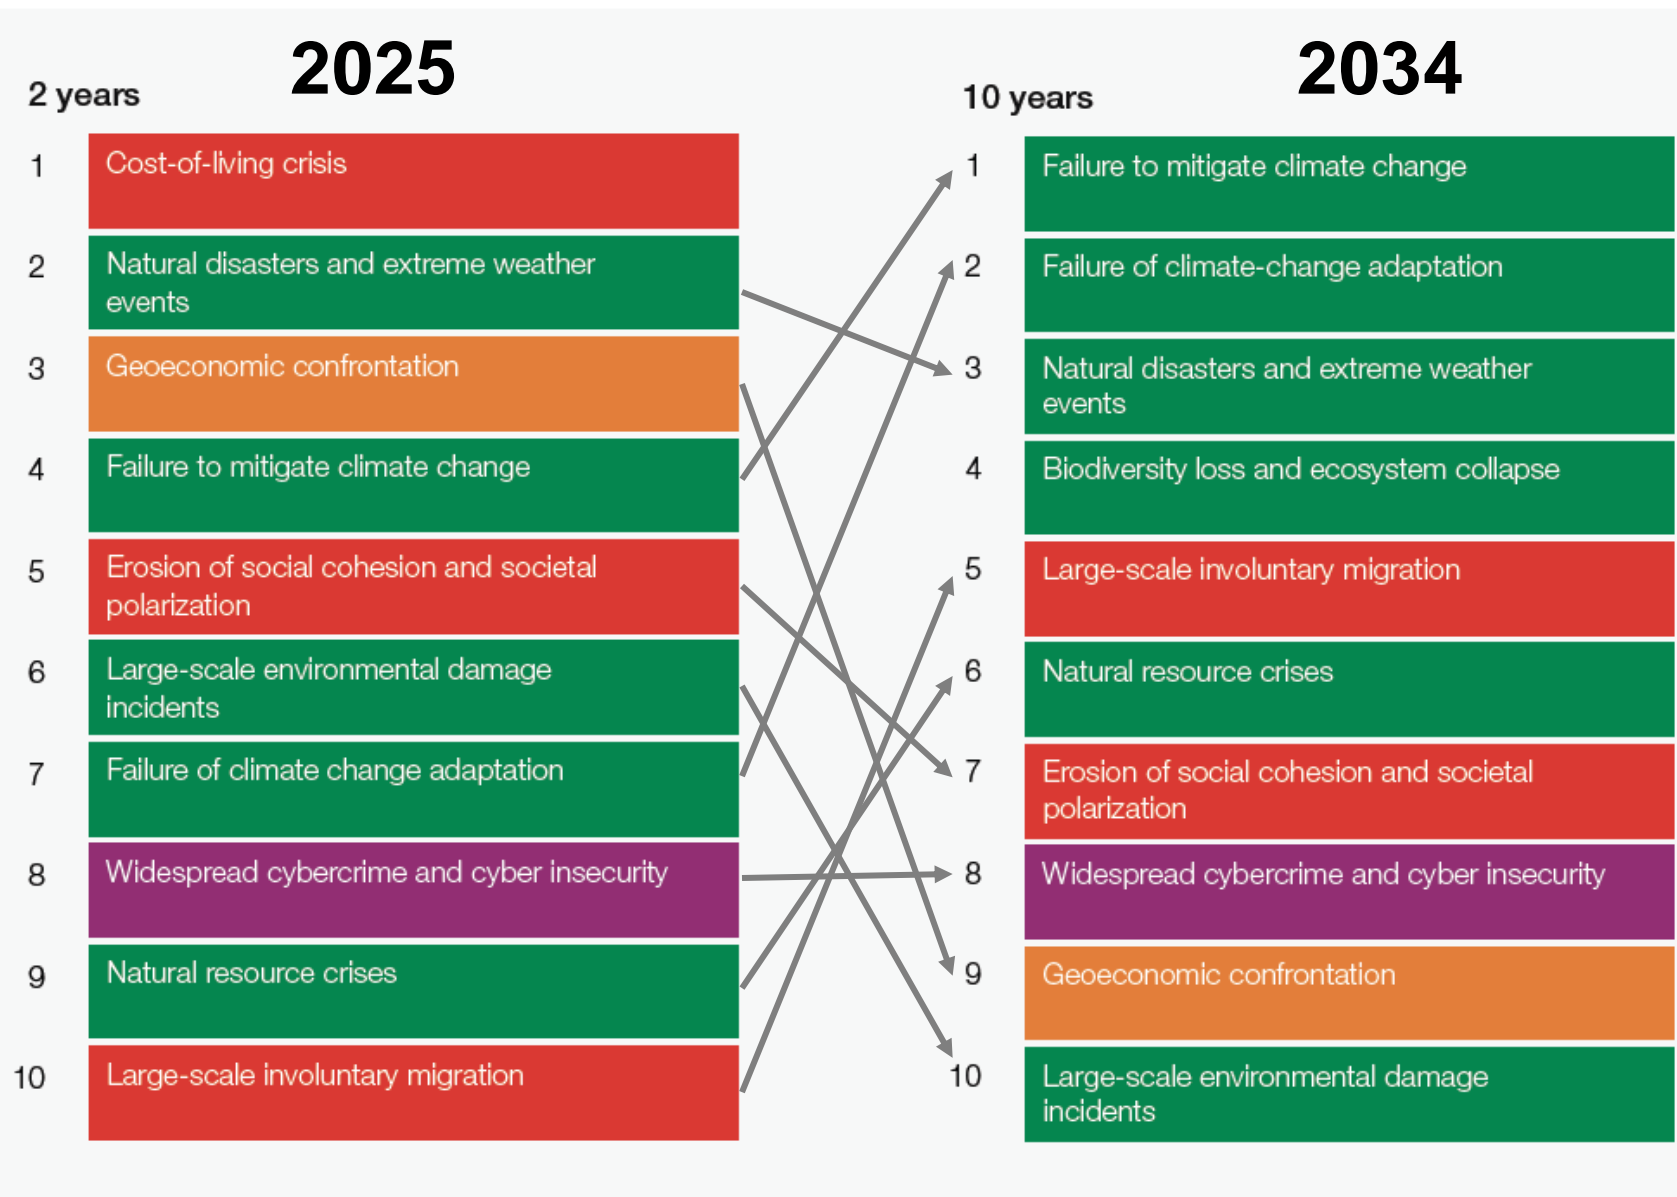 2025
2 years
1
Cost-of-living crisis
2
Natural disasters and extreme weather
events
3
Geoeconomic confrontation
4
Failure to mitigate climate change
5
Erosion of social cohesion and societal
polarization
6
Large-scale environmental damage
incidents
7
Failure of climate change adaptation
8
Widespread cybercrime and cyber insecurity
9
Natural resource crises
10
Large-scale involuntary migration
2034
10 years
1
Failure to mitigate climate change
2
Failure of climate-change adaptation
3
Natural disasters and extreme weather
events
4
Biodiversity loss and ecosystem collapse
5
Large-scale involuntary migration
6
Natural resource crises
7
Erosion of social cohesion and societal
polarization
8
Widespread cybercrime and cyber insecurity
9
Geoeconomic confrontation
10
Large-scale environmental damage
incidents